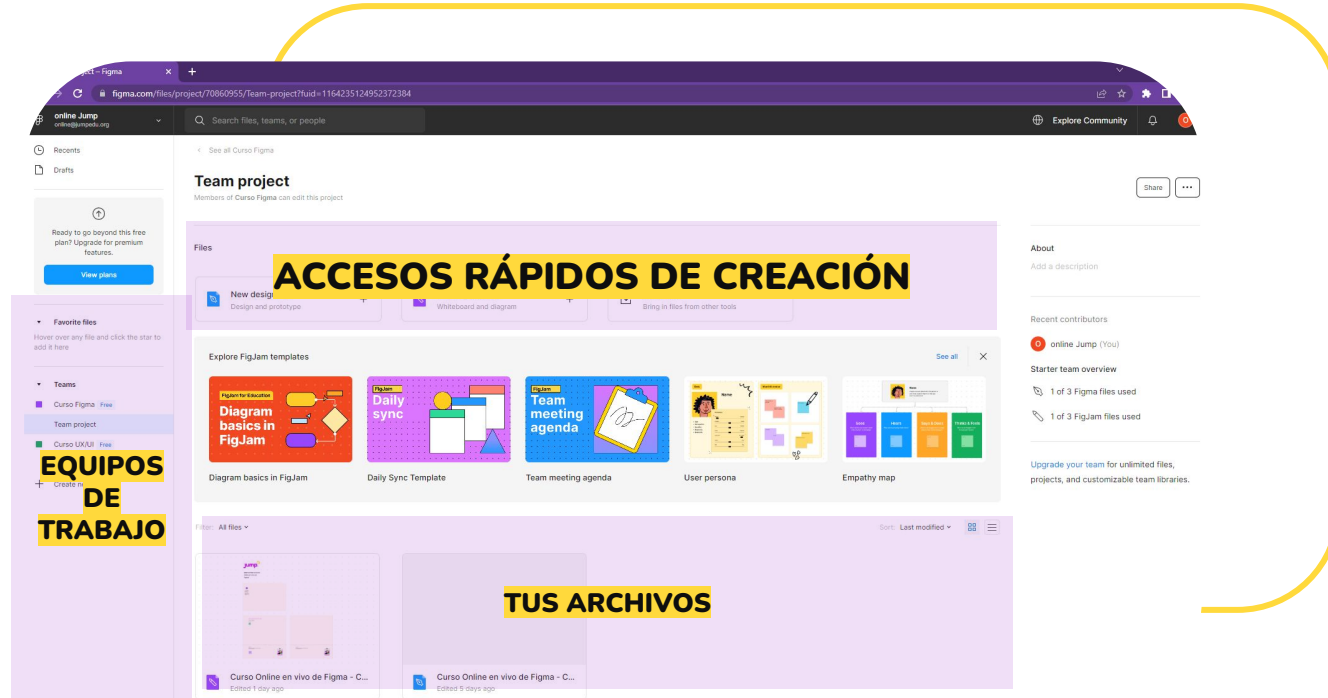 ject – Figma
figma.com/files/project/70860955/Team-project?fuid=1164235124952372384
online Jump
online@jumpedu.org
Search files, teams, or people
Explore Community
Recents
Drafts
Ready to go beyond this free
plan? Upgrade for premium
features.
View plans
Favorite files
Hover over any file and click the star to
add it here
Teams
Curso Figma Free
Team project
Curso UX/UI Free
EQUIPOS
DE
TRABAJO
See all Curso Figma
Team project
Members of Curso Figma can edit this project
Share
Files
ACCESOS RÁPIDOS DE CREACIÓN
New desig
Design and prototype
Whiteboard and diagram
Bring in files from other tools
Explore FigJam templates
See all
FigJam for Education
Diagram
basics in
FigJam
FigJam
Daily
sync
FigJam
Team
meeting
agenda
Name
Diagram basics in FigJam
Daily Sync Template
Team meeting agenda
User persona
Empathy map
Filter: All files
Sort: Last modified
jump
TUS ARCHIVOS
Curso Online en vivo de Figma - C...
Edited 1 day ago
Curso Online en vivo de Figma - C...
Edited 5 days ago
About
Add a description
Recent contributors
O online Jump (You)
Starter team overview
1 of 3 Figma files used
1 of 3 FigJam files used
Upgrade your team for unlimited files,
projects, and customizable team libraries.